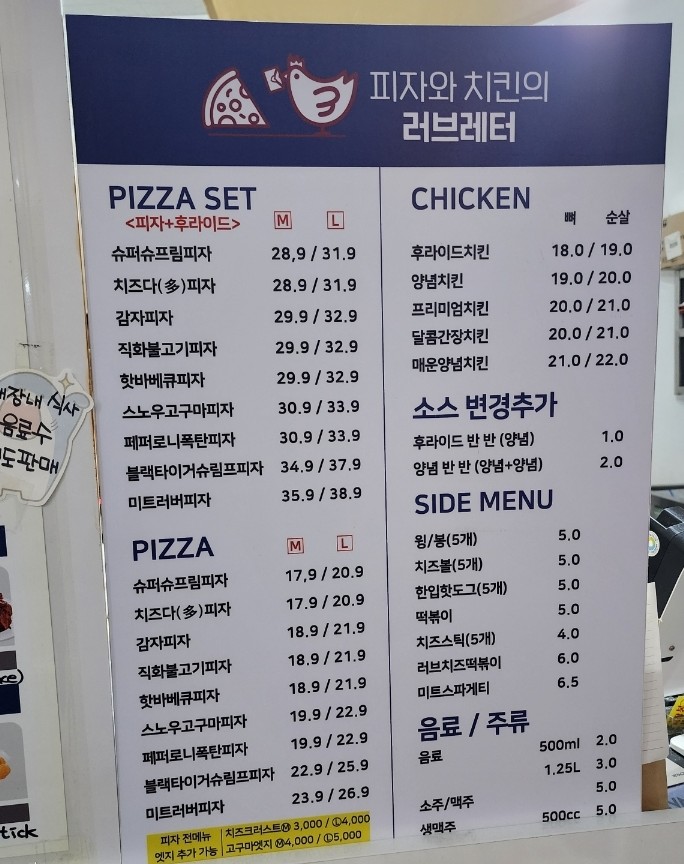 피자와 치킨의
러브레터
PIZZA SET
<피자+후라이드> M L
슈퍼슈프림피자 28,9 / 31.9
치즈다(多)피자 28.9 / 31.9
감자피자 29.9 / 32.9
직화불고기피자 29.9 / 32.9
핫바베큐피자 29.9 / 32.9
스노우고구마피자 30.9 / 33.9
페퍼로니폭탄피자 30.9 / 33.9
블랙타이거슈림프피자 34.9 / 37.9
미트러버피자 35.9 / 38.9
PIZZA M L
슈퍼슈프림피자 17,9 / 20.9
치즈다(多)피자 17.9 / 20.9
감자피자 18.9 / 21.9
직화불고기피자 18.9 / 21.9
핫바베큐피자 18.9 / 21.9
스노우고구마피자 19.9 / 22.9
페퍼로니폭탄피자 19.9 / 22.9
블랙타이거슈림프피자 22.9 / 25.9
미트러버피자 23.9 / 26.9
피자 전메뉴
엣지 추가 가능
치즈크러스트Ⓜ 3,000 / Ⓛ4,000
고구마엣지 Ⓜ4,000 / Ⓛ5,000
CHICKEN
뼈 순살
후라이드치킨 18.0 / 19.0
양념치킨 19.0 / 20.0
프리미엄치킨 20.0 / 21.0
달콤간장치킨 20.0 / 21.0
매운양념치킨 21.0 / 22.0
소스 변경추가
후라이드 반 반 (양념) 1.0
양념 반 반 (양념+양념) 2.0
SIDE MENU
윙/봉(5개) 5.0
치즈볼(5개) 5.0
한입핫도그(5개) 5.0
떡볶이 5.0
치즈스틱(5개) 4.0
러브치즈떡볶이 6.0
미트스파게티 6.5
음료 / 주류
음료 500ml 2.0
1.25L 3.0
소주/맥주 5.0
생맥주 500cc 5.0
장내 식사
음료수
도판매
tick